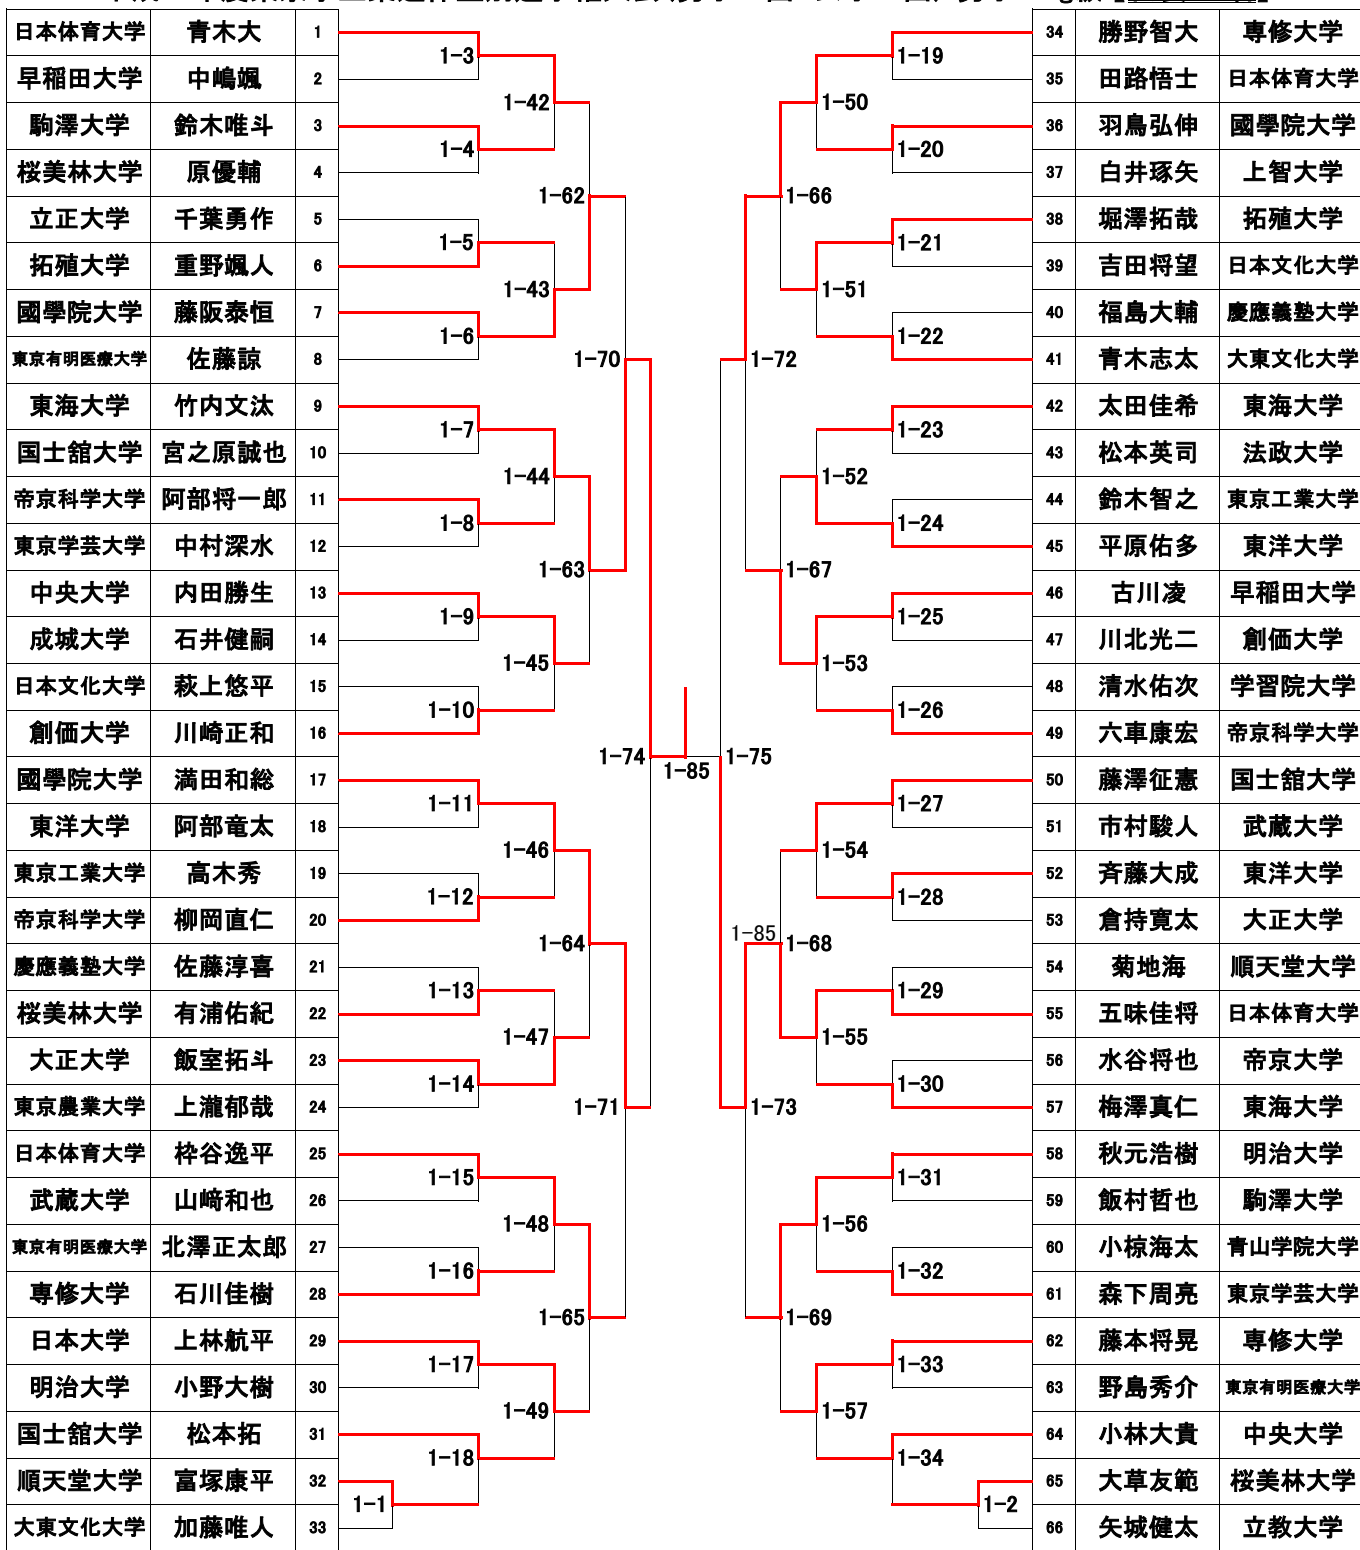 日本体育大学 青木大 1
早稲田大学 中嶋颯 2
駒澤大学 鈴木唯斗 3
桜美林大学 原優輔 4
立正大学 千葉勇作 5
拓殖大学 重野颯人 6
國學院大学 藤阪泰恒 7
東京有明医療大学 佐藤諒 8
東海大学 竹内文汰 9
国士舘大学 宮之原誠也 10
帝京科学大学 阿部将一郎 11
東京学芸大学 中村深水 12
中央大学 内田勝生 13
成城大学 石井健嗣 14
日本文化大学 萩上悠平 15
創価大学 川崎正和 16
國學院大学 満田和総 17
東洋大学 阿部竜太 18
東京工業大学 高木秀 19
帝京科学大学 柳岡直仁 20
慶應義塾大学 佐藤淳喜 21
桜美林大学 有浦佑紀 22
大正大学 飯室拓斗 23
東京農業大学 上瀧郁哉 24
日本体育大学 枠谷逸平 25
武蔵大学 山﨑和也 26
東京有明医療大学 北澤正太郎 27
専修大学 石川佳樹 28
日本大学 上林航平 29
明治大学 小野大樹 30
国士舘大学 松本拓 31
順天堂大学 富塚康平 32
大東文化大学 加藤唯人 33
1-3
1-4
1-5
1-6
1-7
1-8
1-9
1-10
1-11
1-12
1-13
1-14
1-15
1-16
1-17
1-18
1-1
1-42
1-43
1-44
1-45
1-46
1-47
1-48
1-49
1-62
1-63
1-64
1-65
1-70
1-71
1-74
1-85
1-75
1-72
1-73
1-85
1-66
1-67
1-68
1-69
1-50
1-51
1-52
1-53
1-54
1-55
1-56
1-57
1-19
1-20
1-21
1-22
1-23
1-24
1-25
1-26
1-27
1-28
1-29
1-30
1-31
1-32
1-33
1-34
1-2
34 勝野智大 専修大学
35 田路悟士 日本体育大学
36 羽鳥弘伸 國學院大学
37 白井琢矢 上智大学
38 堀澤拓哉 拓殖大学
39 吉田将望 日本文化大学
40 福島大輔 慶應義塾大学
41 青木志太 大東文化大学
42 太田佳希 東海大学
43 松本英司 法政大学
44 鈴木智之 東京工業大学
45 平原佑多 東洋大学
46 古川凌 早稲田大学
47 川北光二 創価大学
48 清水佑次 学習院大学
49 六車康宏 帝京科学大学
50 藤澤征憲 国士舘大学
51 市村駿人 武蔵大学
52 斉藤大成 東洋大学
53 倉持寛太 大正大学
54 菊地海 順天堂大学
55 五味佳将 日本体育大学
56 水谷将也 帝京大学
57 梅澤真仁 東海大学
58 秋元浩樹 明治大学
59 飯村哲也 駒澤大学
60 小椋海太 青山学院大学
61 森下周亮 東京学芸大学
62 藤本将晃 専修大学
63 野島秀介 東京有明医療大学
64 小林大貴 中央大学
65 大草友範 桜美林大学
66 矢城健太 立教大学